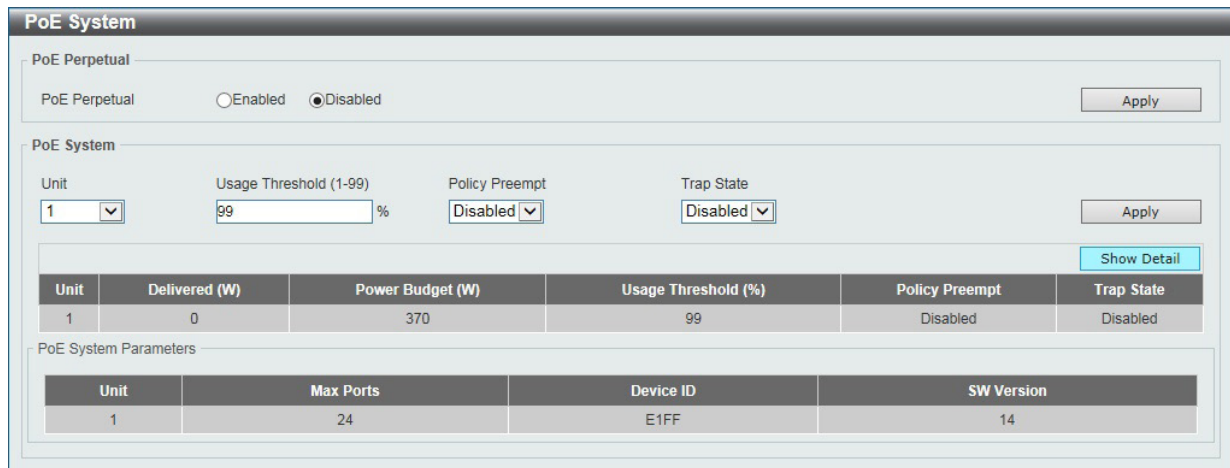 PoE System
PoE Perpetual
PoE Perpetual Enabled Disabled Apply
PoE System
Unit Usage Threshold (1-99) Policy Preempt Trap State
1 99 % Disabled Disabled Apply
Show Detail
Unit Delivered (W) Power Budget (W) Usage Threshold (%) Policy Preempt Trap State
1 0 370 99 Disabled Disabled
PoE System Parameters
Unit Max Ports Device ID SW Version
1 24 E1FF 14